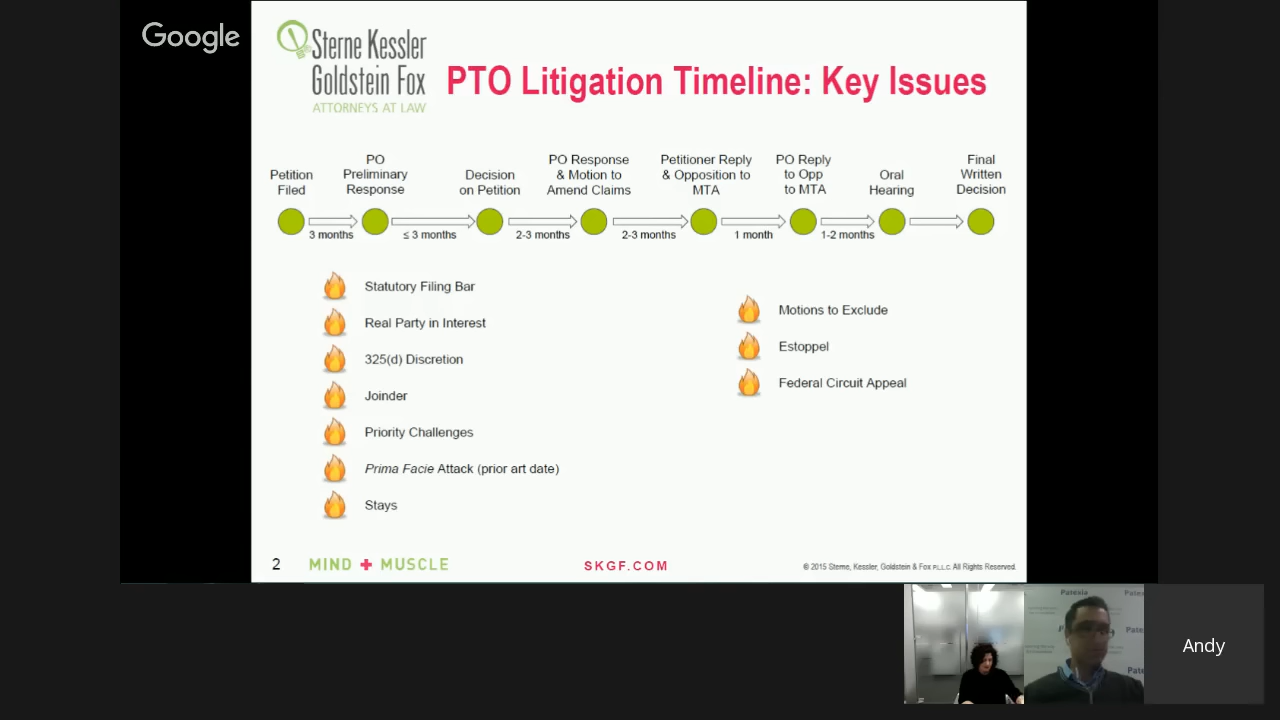 Google
Sterne Kessler
Goldstein Fox
ATTORNEYS AT LAW
PTO Litigation Timeline: Key Issues
Petition
Filed
PO
Preliminary
Response
Decision
on Petition
PO Response
& Motion to
Amend Claims
Petitioner Reply
& Opposition to
MTA
PO Reply
to Opp
to MTA
Oral
Hearing
Final
Written
Decision
3 months
≤ 3 months
2-3 months
2-3 months
1 month
1-2 months
Statutory Filing Bar
Real Party in Interest
325(d) Discretion
Joinder
Priority Challenges
Prima Facie Attack (prior art date)
Stays
Motions to Exclude
Estoppel
Federal Circuit Appeal
2
MIND + MUSCLE
SKGF.COM
© 2015 Sterne, Kessler, Goldstein & Fox P.L.L.C. All Rights Reserved.
Patexia
Andy